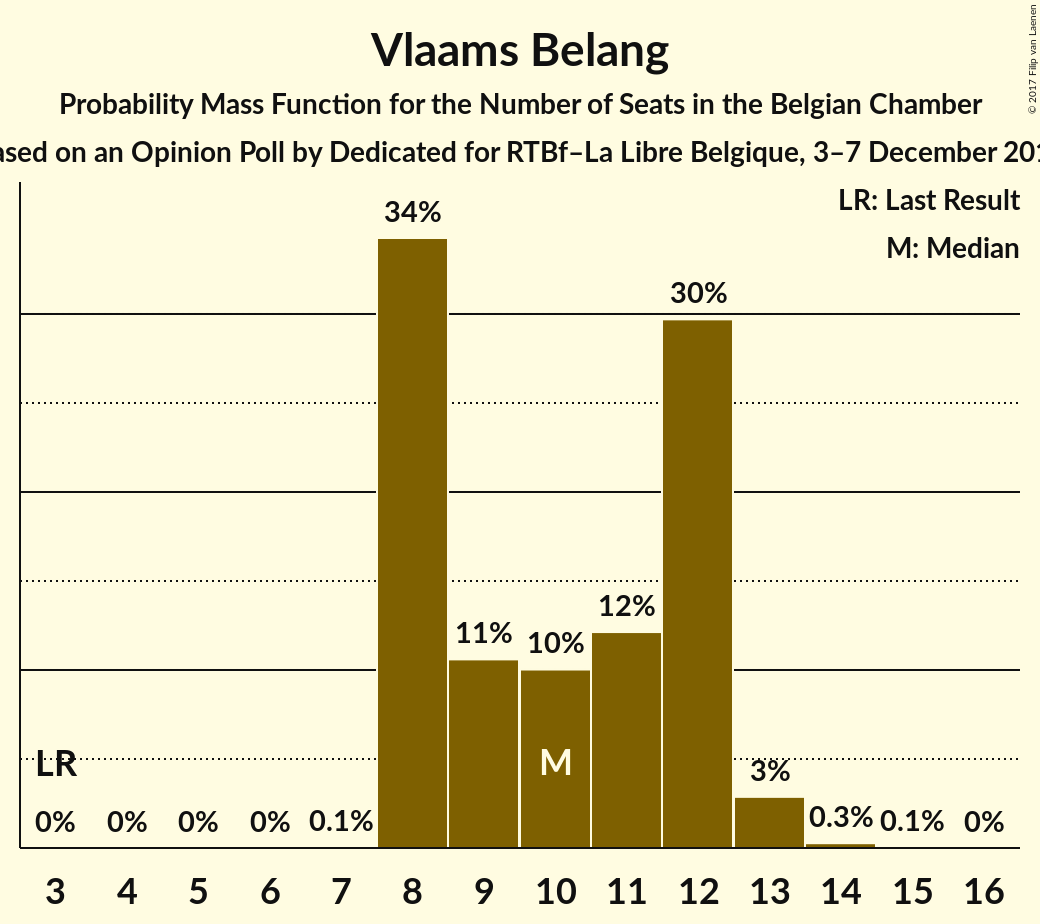 Vlaams Belang
Probability Mass Function for the Number of Seats in the Belgian Chamber
on an Opinion Poll by Dedicated for RTBf–La Libre Belgique, 3–7 December
LR: Last Result
M: Median
34%
30%
12%
11%
10%
LR
M
3%
0% 0% 0% 0% 0.1% 0.3% 0.1% 0%
3 4 5 6 7 8 9 10 11 12 13 14 15 16
© 2017 Filip van Laenen